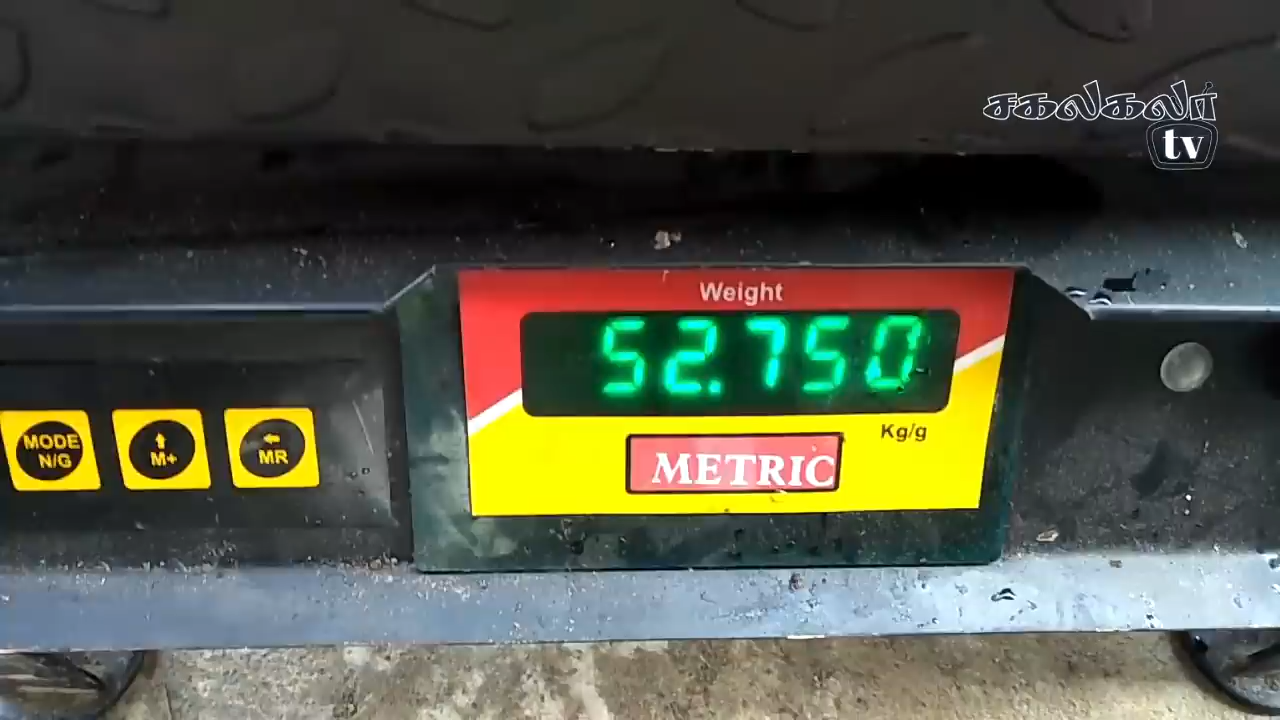 சகலகலா
tv
Weight
52.750
Kg/g
METRIC
MODE
N/G
M+
MR